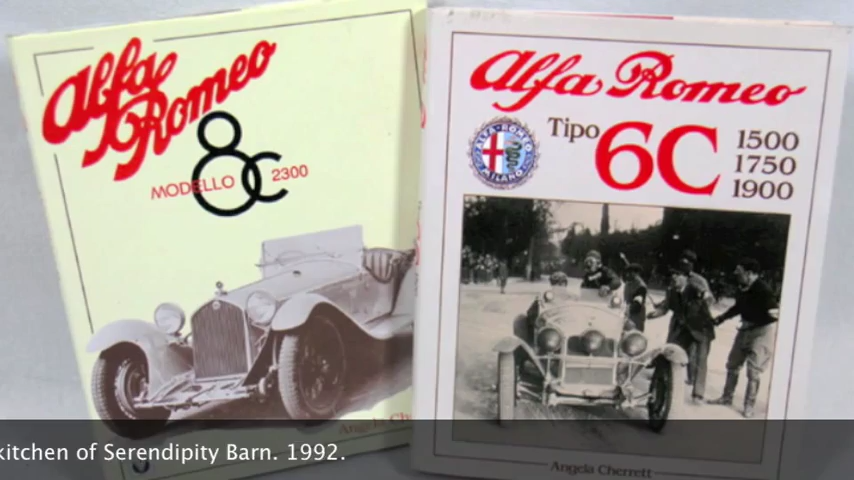 Alfa
Romeo
8C
MODELLO 2300
Angela
Alfa Romeo
ALFA-ROMEO
MILANO
Tipo 6C 1500
1750
1900
Angela Cherrett
kitchen of Serendipity Barn. 1992.